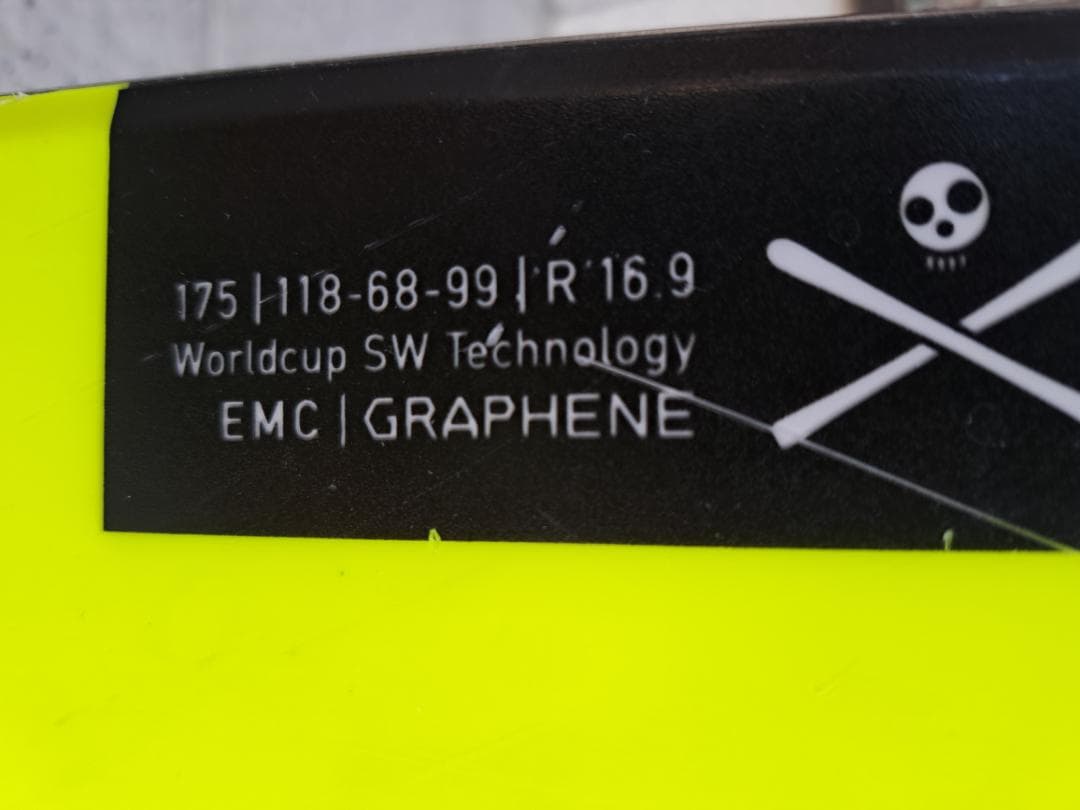 175 | 118-68-99 | R 16.9
Worldcup SW Technology
EMC | GRAPHENE